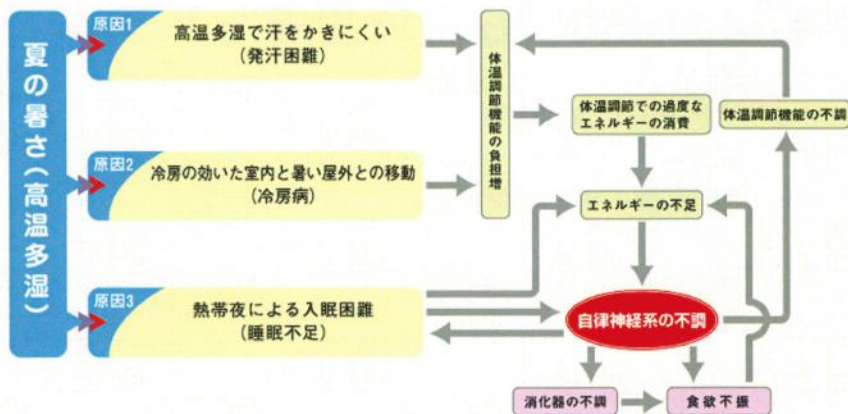 夏の暑さ(高温多湿)
原因1
高温多湿で汗をかきにくい
(発汗困難)
原因2
冷房の効いた室内と暑い屋外との移動
(冷房病)
原因3
熱帯夜による入眠困難
(睡眠不足)
体温調節機能の負担増
体温調節での過度な
エネルギーの消費
体温調節機能の不調
エネルギーの不足
自律神経系の不調
消化器の不調
食欲不振